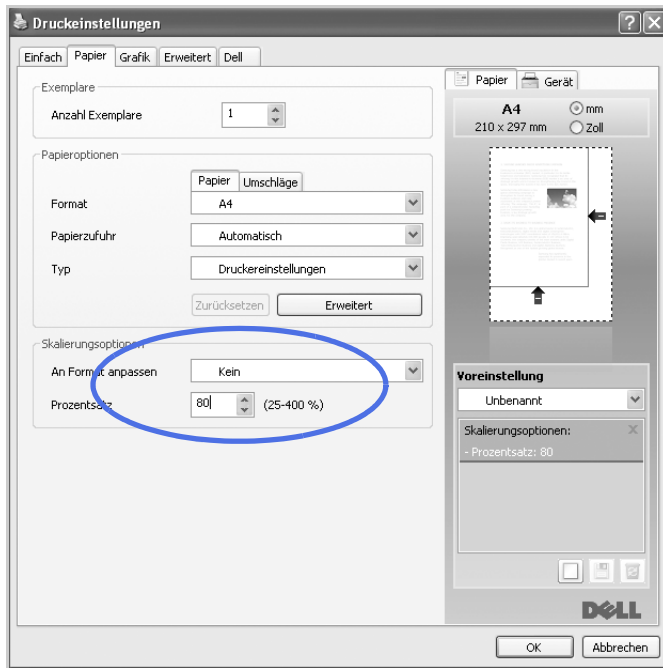 Druckeinstellungen
Einfach Papier Grafik Erweitert Dell
Exemplare
Anzahl Exemplare 1
Papieroptionen
Papier Umschläge
Format A4
Papierzufuhr Automatisch
Typ Druckereinstellungen
Zurücksetzen Erweitert
Skalierungsoptionen
An Format anpassen Kein
Prozentsatz 80 (25-400 %)
Papier Gerät
A4 mm
210 x 297 mm Zoll
Voreinstellung
Unbenannt
Skalierungsoptionen: X
- Prozentsatz: 80
DELL
OK Abbrechen